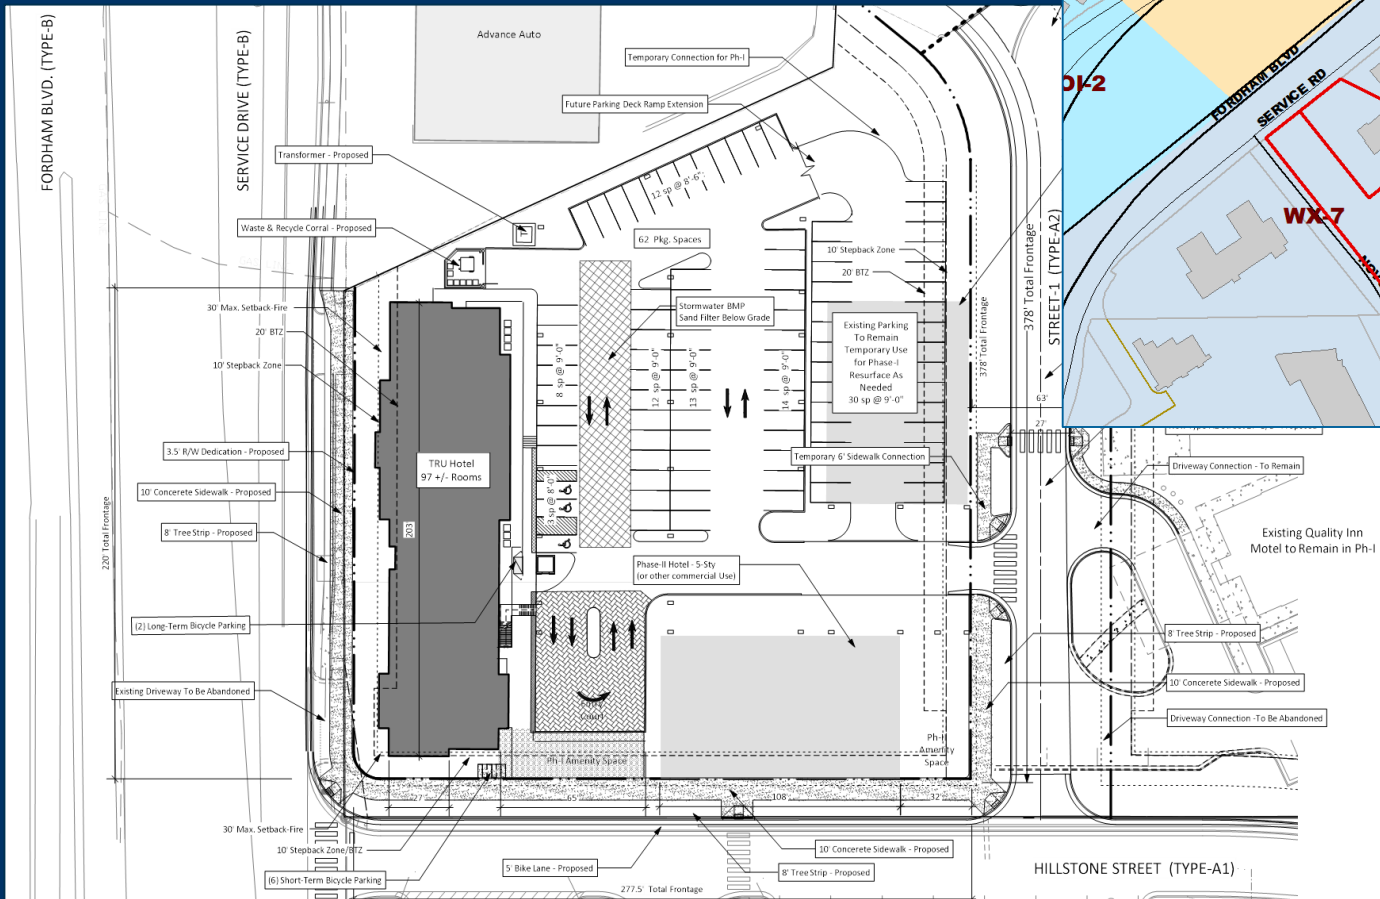 FORDHAM BLVD. (TYPE-B)
SERVICE DRIVE (TYPE-B)
Advance Auto
Temporary Connection for Ph-I
Future Parking Deck Ramp Extension
Transformer - Proposed
12 sp @ 8'-6"
Waste & Recycle Corral - Proposed
62 Pkg. Spaces
10' Stepback Zone
20' BTZ
30' Max. Setback-Fire
20' BTZ
10' Stepback Zone
Stormwater BMP
Sand Filter Below Grade
Existing Parking
To Remain
Temporary Use
for Phase-I
Resurface As
Needed
30 sp @ 9'-0"
8 sp @ 9'-0"
12 sp @ 9'-0"
13 sp @ 9'-0"
14 sp @ 9'-0"
378' Total Frontage
378' Total Frontage
STREET-1 (TYPE-A2)
63'
27'
3.5' R/W Dedication - Proposed
TRU Hotel
97 +/- Rooms
Temporary 6' Sidewalk Connection
Driveway Connection - To Remain
10' Concrete Sidewalk - Proposed
3 sp @ 8'-0"
203
220' Total Frontage
8' Tree Strip - Proposed
Existing Quality Inn
Motel to Remain in Ph-I
Phase-II Hotel - 5-Sty
(or other commercial Use)
(2) Long-Term Bicycle Parking
8' Tree Strip - Proposed
Existing Driveway To Be Abandoned
10' Concrete Sidewalk - Proposed
Entry
Court
Driveway Connection -To Be Abandoned
Ph-II
Amenity
Space
Ph-I Amenity Space
27'
65'
108'
32'
30' Max. Setback-Fire
10' Stepback Zone/BTZ
10' Concrete Sidewalk - Proposed
5' Bike Lane - Proposed
8' Tree Strip - Proposed
(6) Short-Term Bicycle Parking
277.5' Total Frontage
HILLSTONE STREET (TYPE-A1)
OI-2
FORDHAM BLVD
SERVICE RD
WX-7